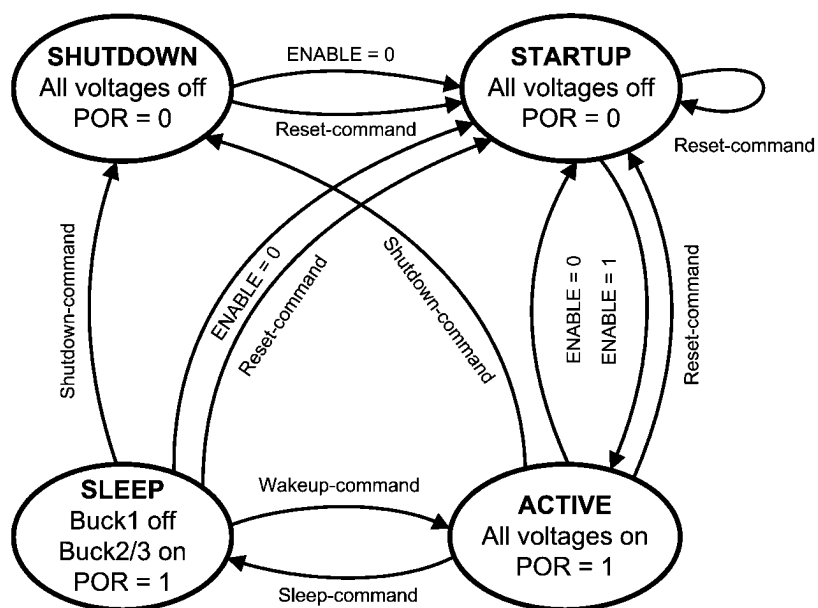 SHUTDOWN
All voltages off
POR = 0
ENABLE = 0
Reset-command
STARTUP
All voltages off
POR = 0
Reset-command
Shutdown-command
ENABLE = 0
Reset-command
Shutdown-command
ENABLE = 0
ENABLE = 1
Reset-command
SLEEP
Buck1 off
Buck2/3 on
POR = 1
Wakeup-command
Sleep-command
ACTIVE
All voltages on
POR = 1